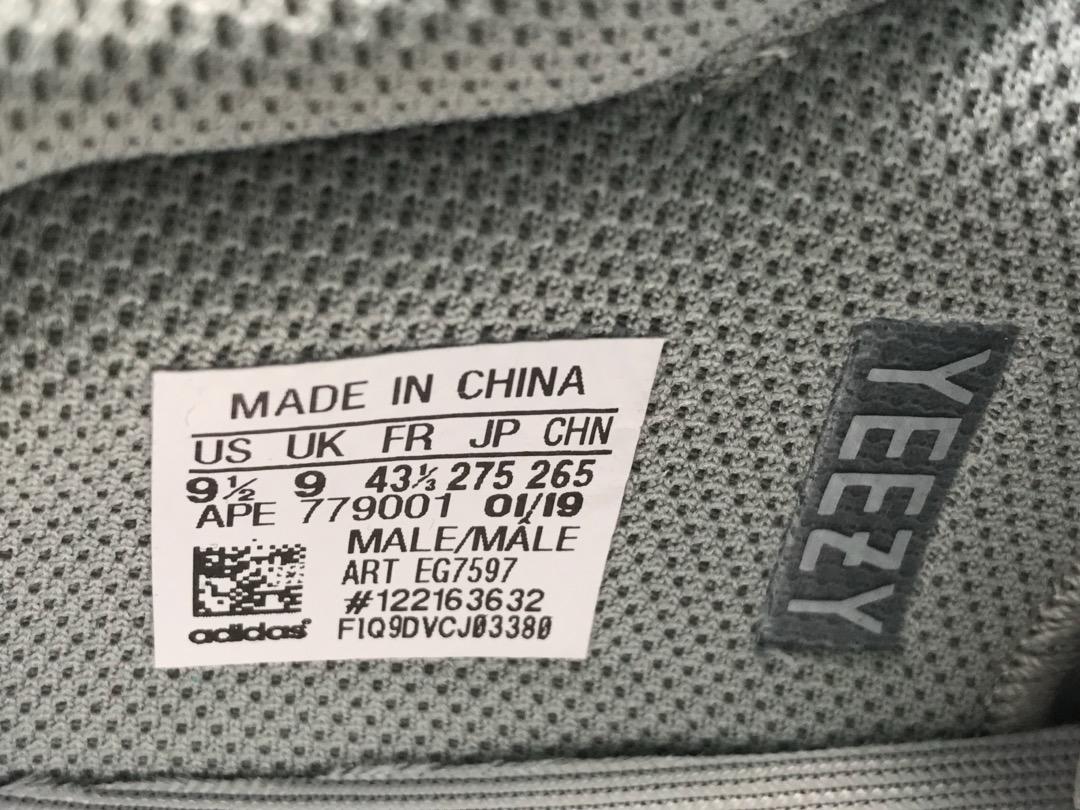 MADE IN CHINA
US UK FR JP CHN
9½ 9 43⅓ 275 265
APE 779001 01/19
MALE/MÂLE
ART EG7597
#122163632
adidas F1Q9DVCJ03380
YEEZY